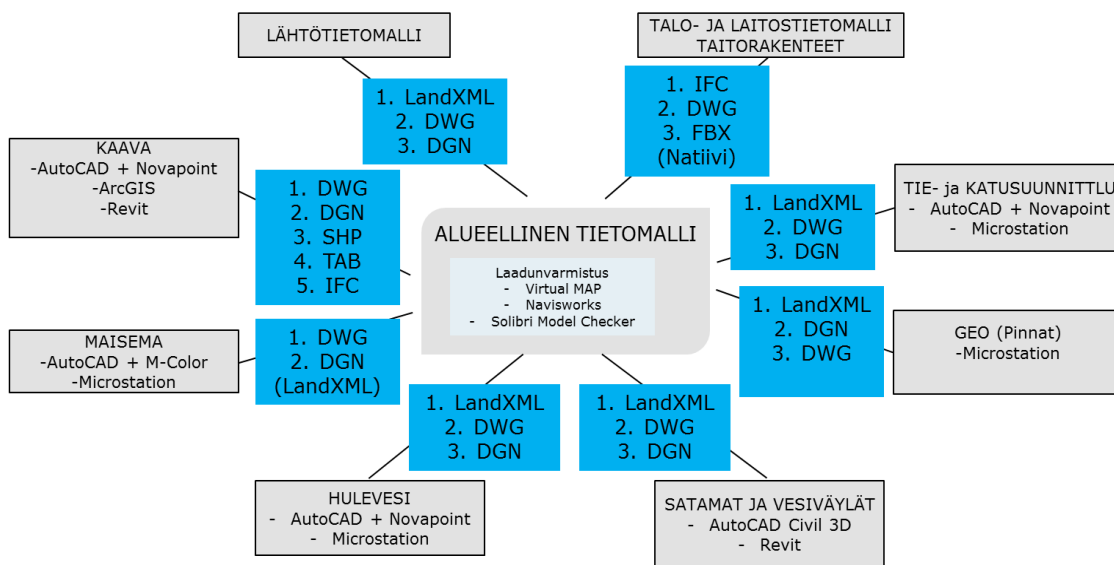 LÄHTÖTIETOMALLI
1. LandXML
2. DWG
3. DGN
TALO- JA LAITOSTIETOMALLI
TAITORAKENTEET
1. IFC
2. DWG
3. FBX
(Natiivi)
KAAVA
-AutoCAD + Novapoint
-ArcGIS
-Revit
1. DWG
2. DGN
3. SHP
4. TAB
5. IFC
ALUEELLINEN TIETOMALLI
Laadunvarmistus
- Virtual MAP
- Navisworks
- Solibri Model Checker
1. LandXML
2. DWG
3. DGN
TIE- ja KATUSUUNNITTLU
- AutoCAD + Novapoint
- Microstation
1. LandXML
2. DGN
3. DWG
GEO (Pinnat)
-Microstation
MAISEMA
-AutoCAD + M-Color
-Microstation
1. DWG
2. DGN
(LandXML)
1. LandXML
2. DWG
3. DGN
HULEVESI
- AutoCAD + Novapoint
- Microstation
1. LandXML
2. DWG
3. DGN
SATAMAT JA VESIVÄYLÄT
- AutoCAD Civil 3D
- Revit